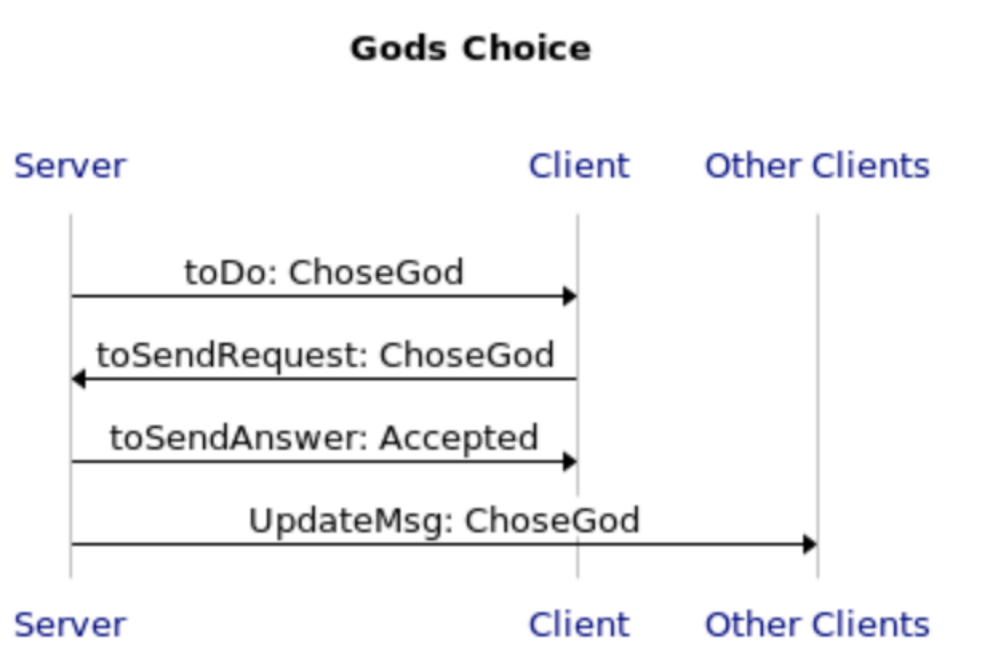 Gods Choice
Server Client Other Clients
toDo: ChoseGod
toSendRequest: ChoseGod
toSendAnswer: Accepted
UpdateMsg: ChoseGod
Server Client Other Clients